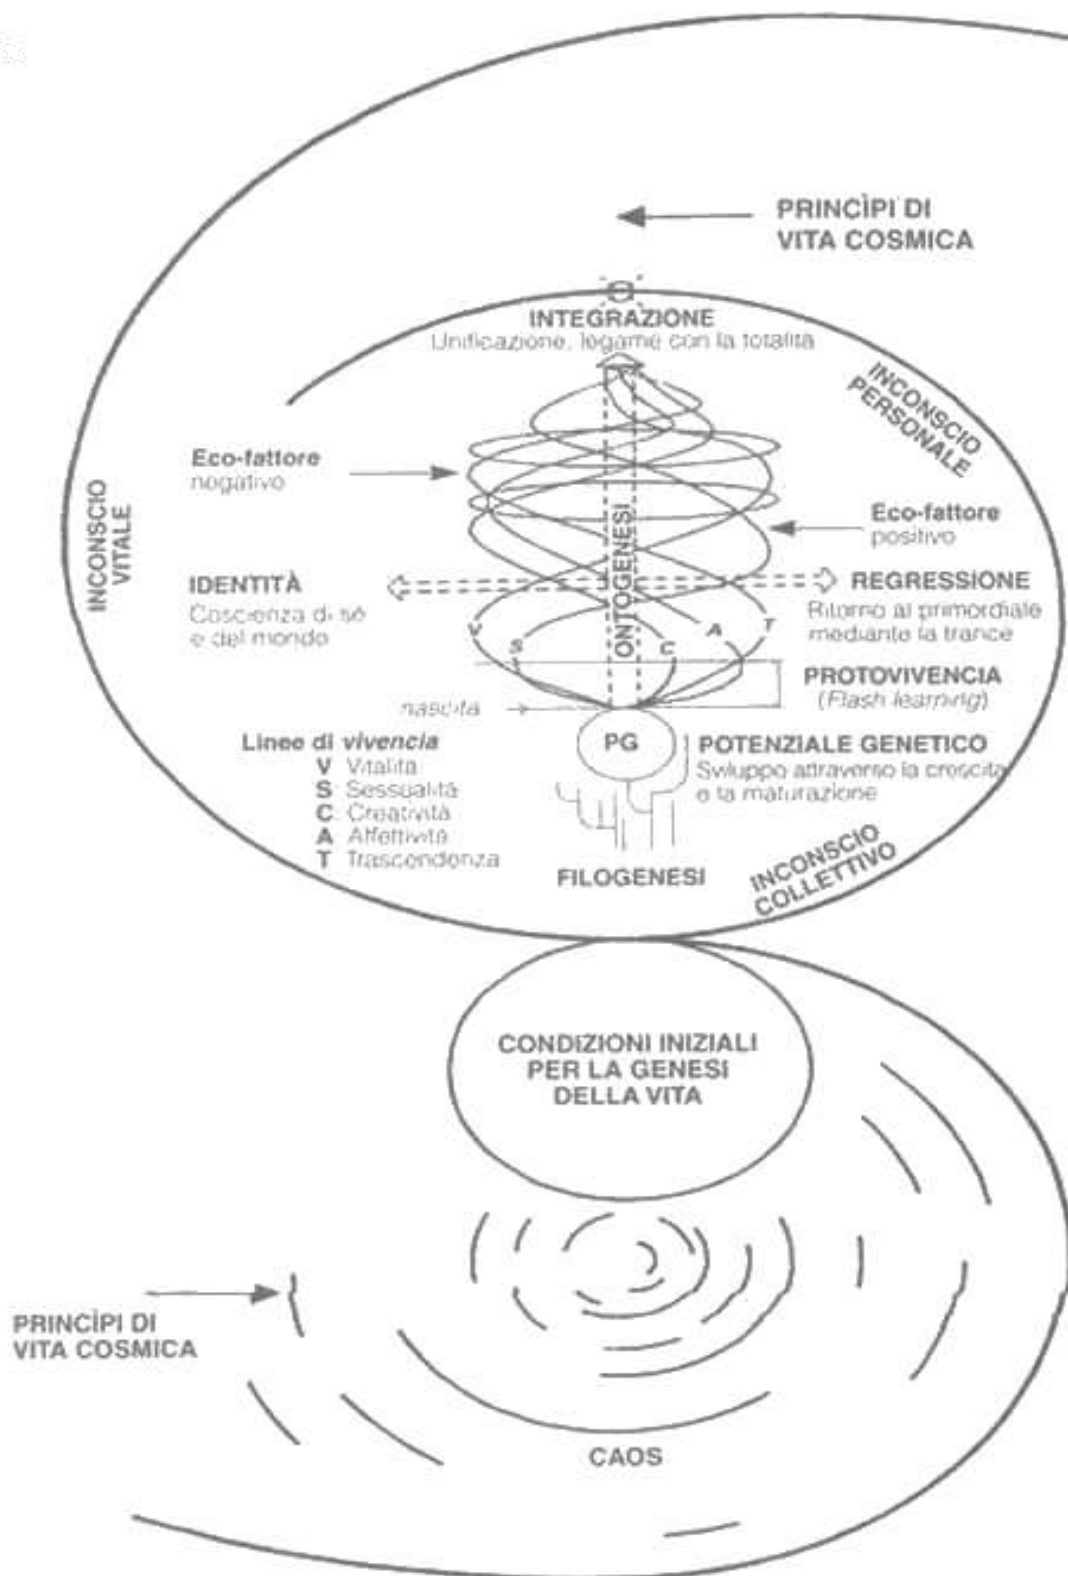 PRINCÌPI DI
VITA COSMICA
INTEGRAZIONE
Unificazione, legame con la totalità
INCONSCIO
PERSONALE
Eco-fattore
negativo
INCONSCIO
VITALE
ONTOGENESI
Eco-fattore
positivo
IDENTITÀ
Coscienza di sé
e del mondo
REGRESSIONE
Ritorno al primordiale
mediante la trance
V
S
C
A
T
PROTOVIVENCIA
(Flash learning)
nascita
PG
Linee di vivencia
V Vitalità
S Sessualità
C Creatività
A Affettività
T Trascendenza
POTENZIALE GENETICO
Sviluppo attraverso la crescita
e la maturazione
FILOGENESI
INCONSCIO
COLLETTIVO
CONDIZIONI INIZIALI
PER LA GENESI
DELLA VITA
PRINCÌPI DI
VITA COSMICA
CAOS